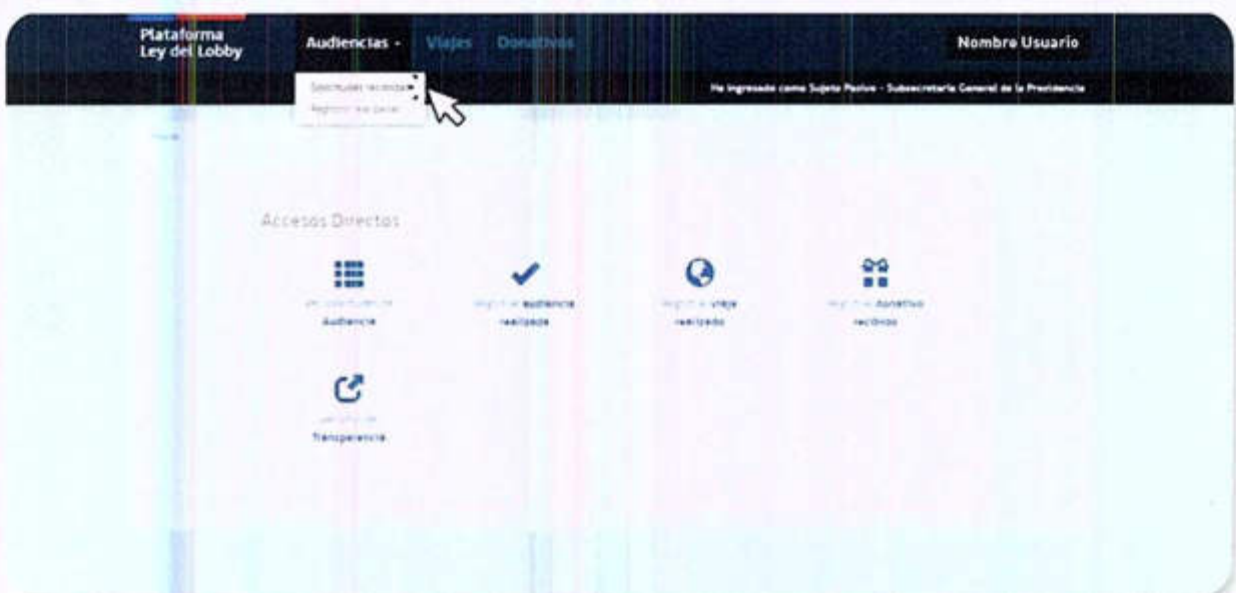 Plataforma
Ley del Lobby
Audiencias
Viajes
Donativos
Nombre Usuario
Ha ingresado como Sujeto Pasivo - Subsecretaría General de la Presidencia
Solicitudes recibidas
Accesos Directos
Audiencia
audiencia
realizada
viaje
realizado
donativo
recibido
Transparencia